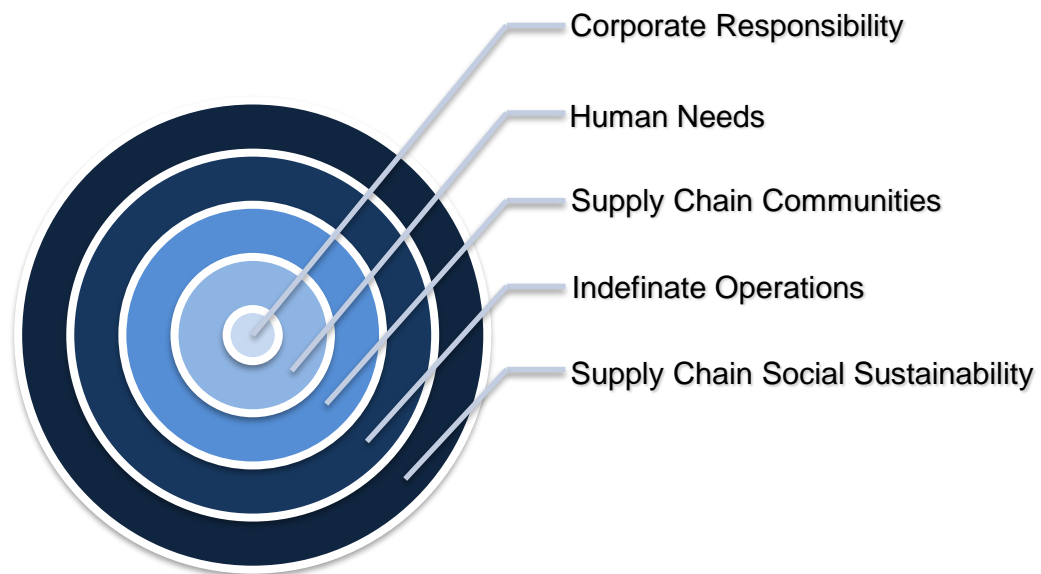 Corporate Responsibility
Human Needs
Supply Chain Communities
Indefinate Operations
Supply Chain Social Sustainability